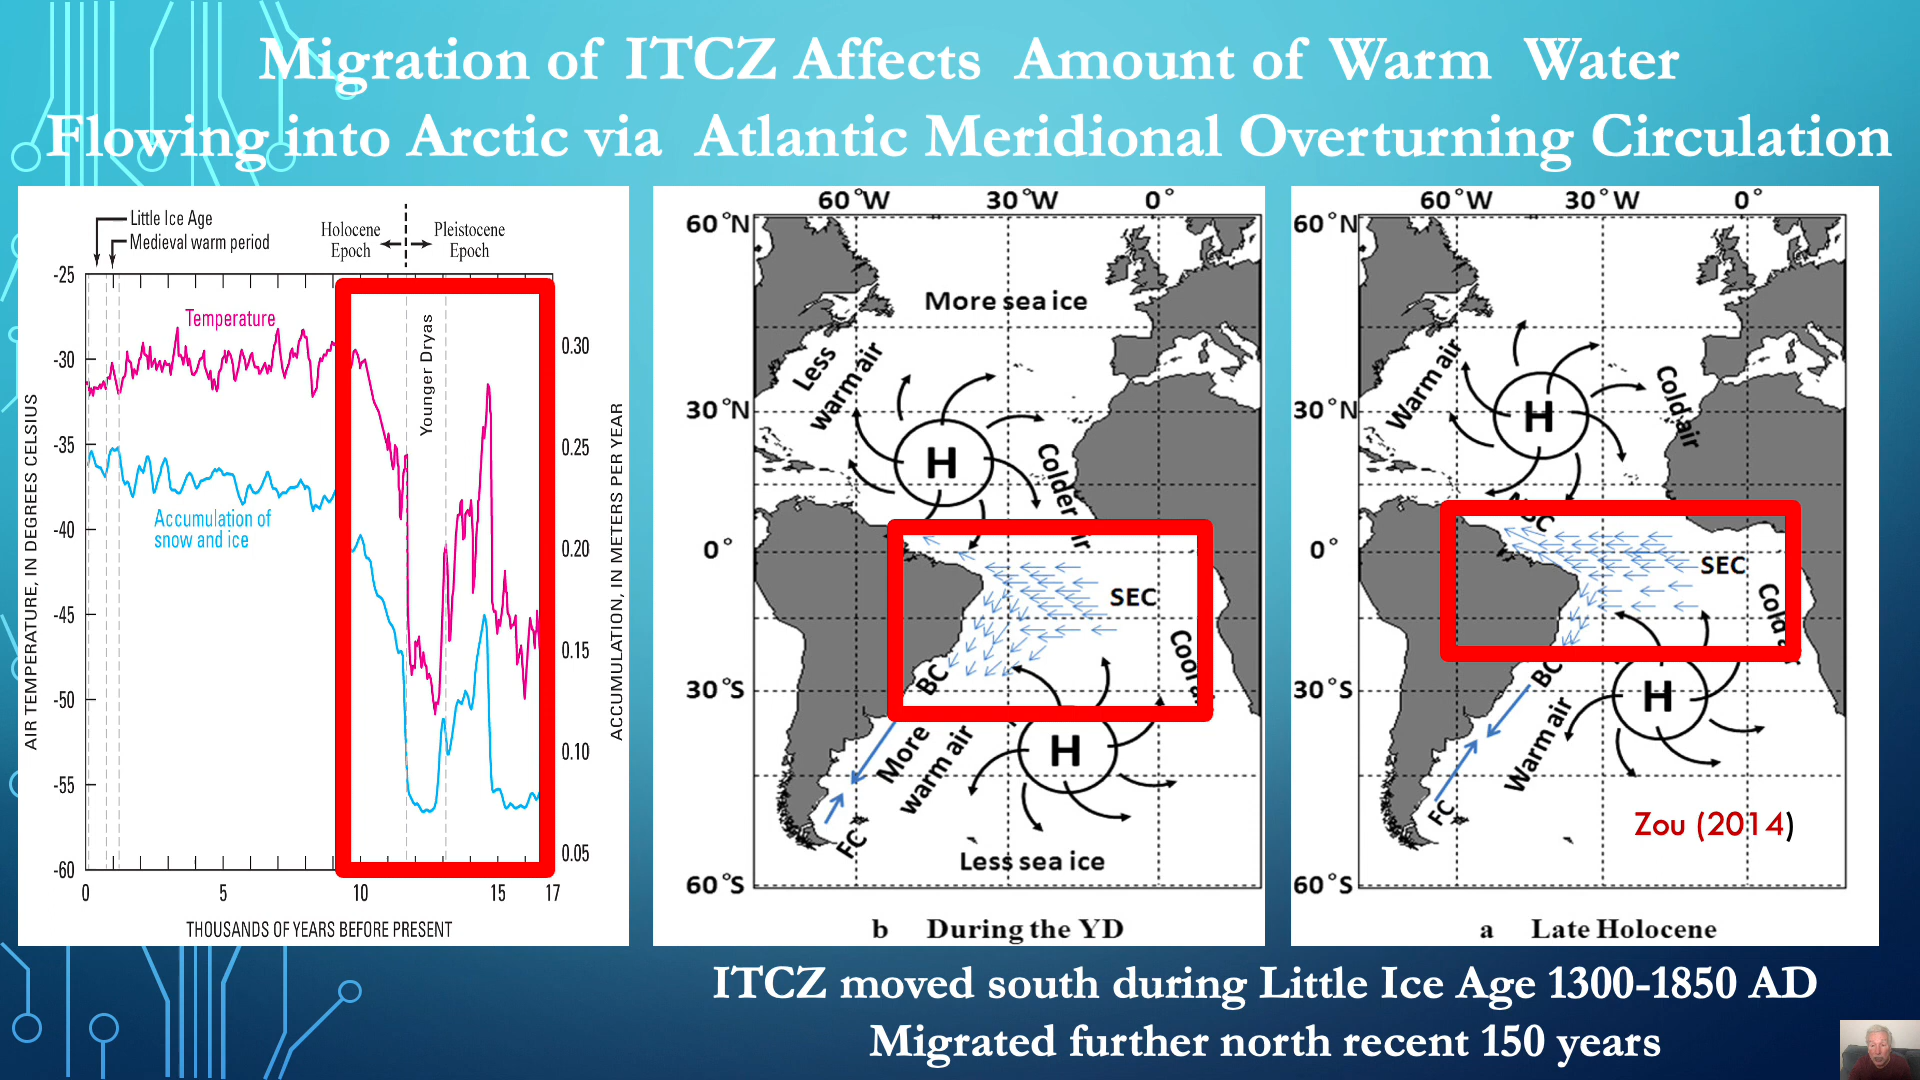 Migration of ITCZ Affects Amount of Warm Water
Flowing into Arctic via Atlantic Meridional Overturning Circulation
Little Ice Age
Medieval warm period
Holocene Epoch
Pleistocene Epoch
-25
-30
-35
-40
-45
-50
-55
-60
AIR TEMPERATURE, IN DEGREES CELSIUS
Temperature
Accumulation of
snow and ice
Younger Dryas
0.30
0.25
0.20
0.15
0.10
0.05
ACCUMULATION, IN METERS PER YEAR
0 5 10 15 17
THOUSANDS OF YEARS BEFORE PRESENT
60°W 30°W 0°
60°N
30°N
0°
30°S
60°S
More sea ice
Less
warm air
H
Colder air
SEC
BC
Cool
More
warm air
H
FC
Less sea ice
b During the YD
60°W 30°W 0°
60°N
30°N
0°
30°S
60°S
Warm air
H
Cold air
SEC
Cold
BC
Warm air
H
FC
Zou (2014)
a Late Holocene
ITCZ moved south during Little Ice Age 1300-1850 AD
Migrated further north recent 150 years